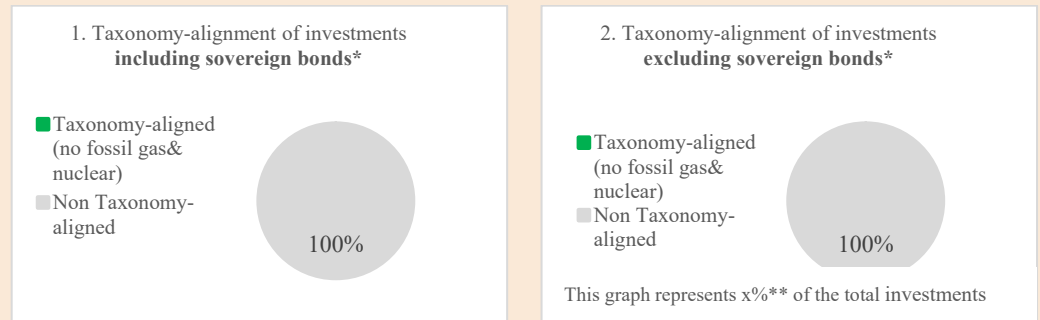 1. Taxonomy-alignment of investments
including sovereign bonds*
Taxonomy-aligned
(no fossil gas&
nuclear)
Non Taxonomy-
aligned
100%
2. Taxonomy-alignment of investments
excluding sovereign bonds*
Taxonomy-aligned
(no fossil gas&
nuclear)
Non Taxonomy-
aligned
100%
This graph represents x%** of the total investments